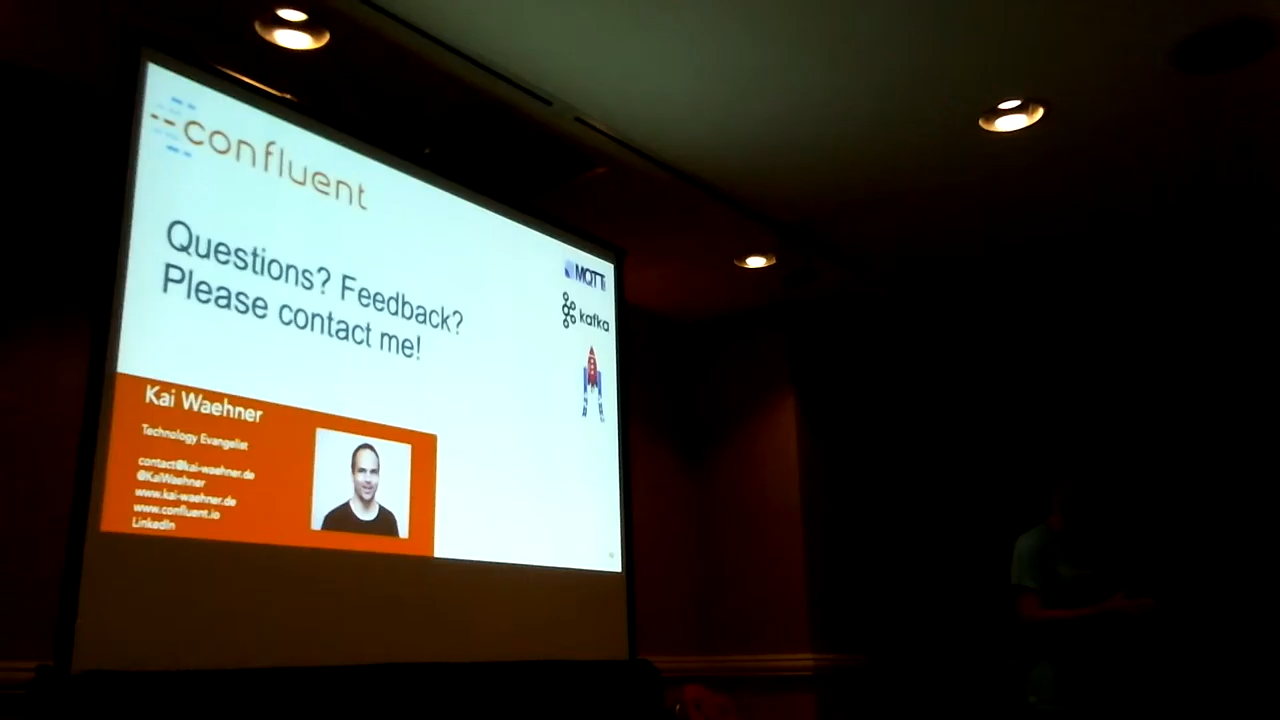 confluent
Questions? Feedback?
Please contact me!
MQTT
kafka
Kai Waehner
Technology Evangelist
contact@kai-waehner.de
@KaiWaehner
www.kai-waehner.de
www.confluent.io
LinkedIn